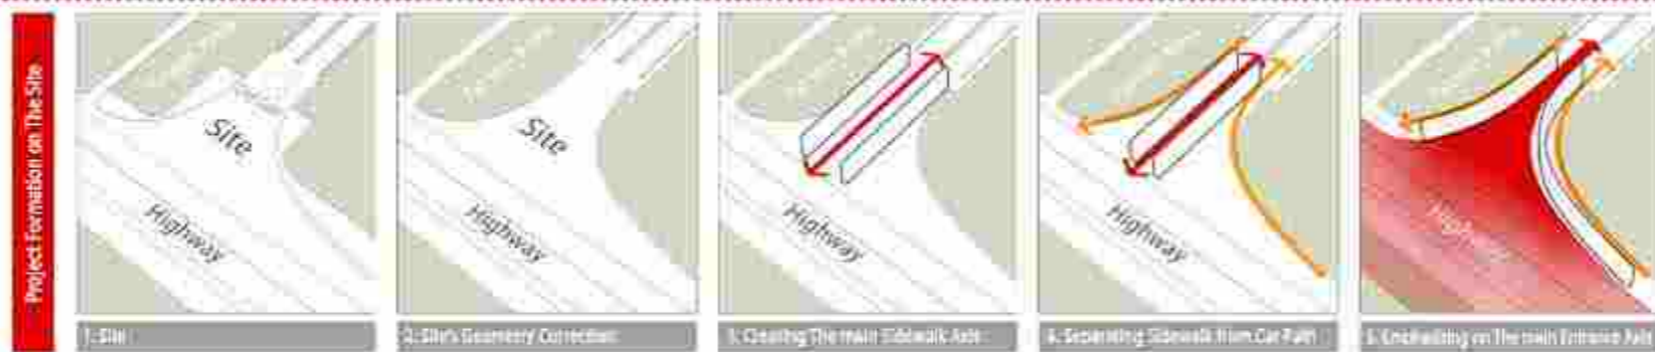 Project Formation on The Site
Site
Highway
1. Site
Site
Highway
2. Site's Geometry Correction
Highway
3. Creating The main Sidewalk Axis
Highway
4. Separating Sidewalk from Car Path
Highway
5. Emphasizing on The main Entrance Axis